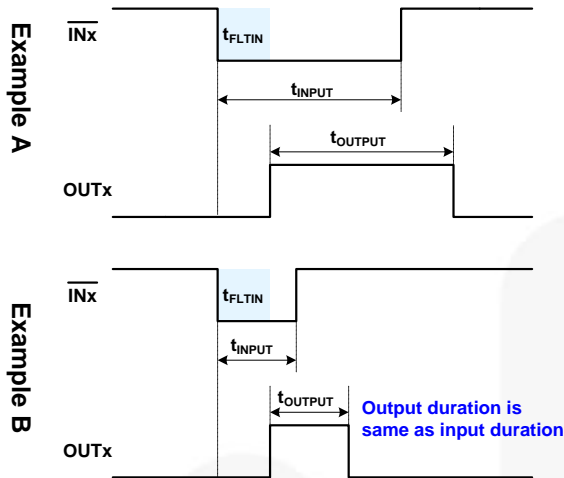 Example A
INx
tFLTIN
tINPUT
tOUTPUT
OUTx
Example B
INx
tFLTIN
tINPUT
tOUTPUT
Output duration is
same as input duration
OUTx